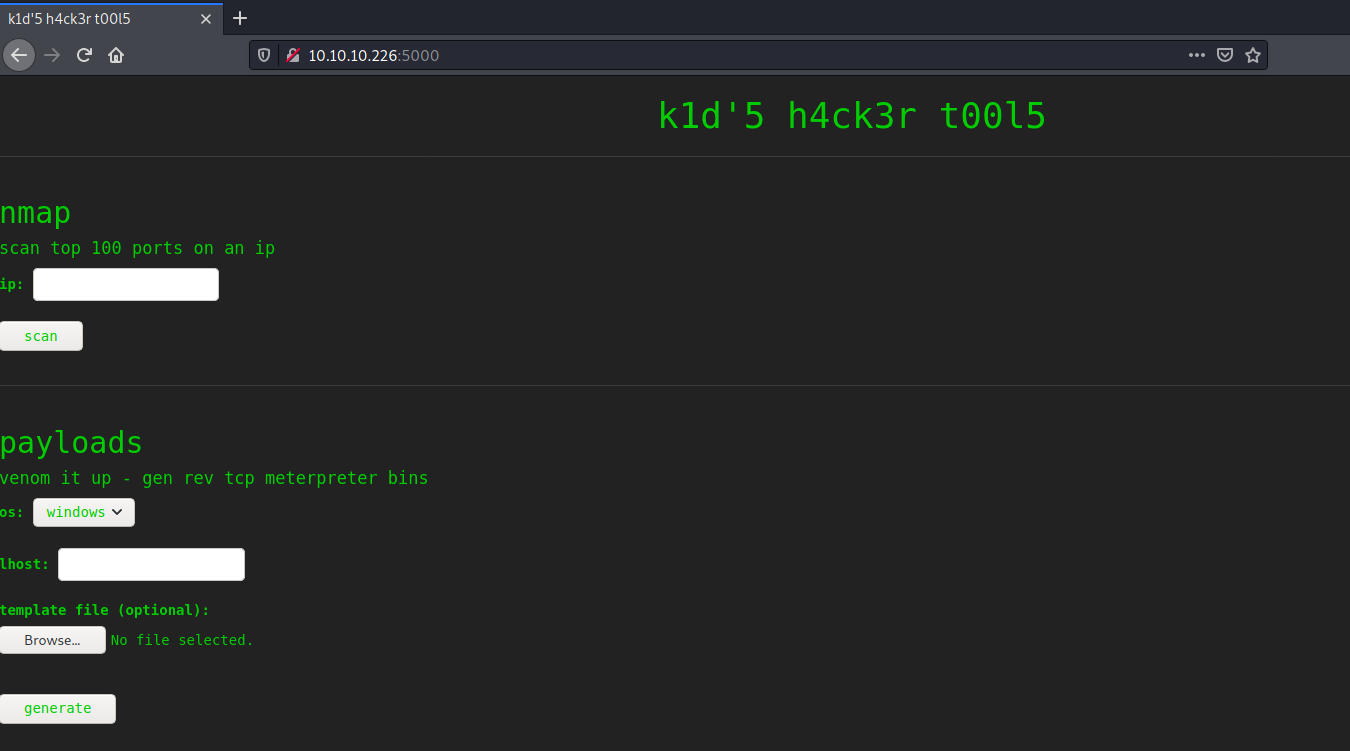 k1d'5 h4ck3r t00l5
10.10.10.226:5000
k1d'5 h4ck3r t00l5
nmap
scan top 100 ports on an ip
ip:
scan
payloads
venom it up - gen rev tcp meterpreter bins
os: windows
lhost:
template file (optional):
Browse... No file selected.
generate